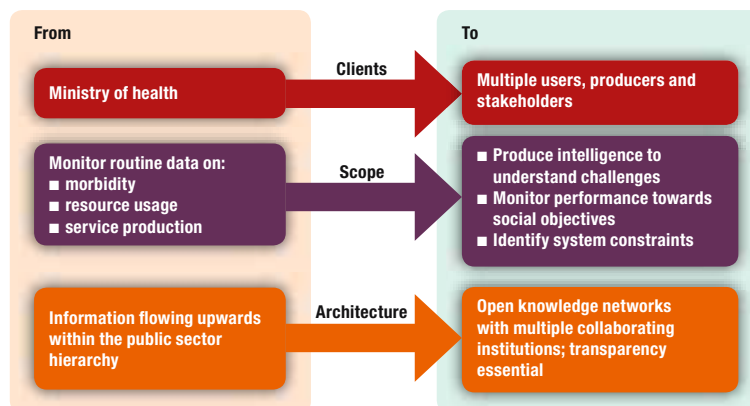 From
To
Clients
Ministry of health
Multiple users, producers and
stakeholders
Scope
Monitor routine data on:
■ morbidity
■ resource usage
■ service production
■ Produce intelligence to
understand challenges
■ Monitor performance towards
social objectives
■ Identify system constraints
Architecture
Information flowing upwards
within the public sector
hierarchy
Open knowledge networks
with multiple collaborating
institutions; transparency
essential